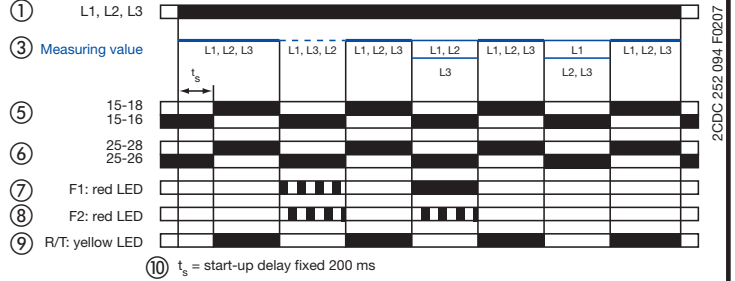 ① L1, L2, L3
③ Measuring value
L1, L2, L3 L1, L3, L2 L1, L2, L3 L1, L2 L1, L2, L3 L1 L1, L2, L3
L3 L2, L3
ts
⑤ 15-18
15-16
⑥ 25-28
25-26
⑦ F1: red LED
⑧ F2: red LED
⑨ R/T: yellow LED
⑩ ts = start-up delay fixed 200 ms
2CDC 252 094 F0207